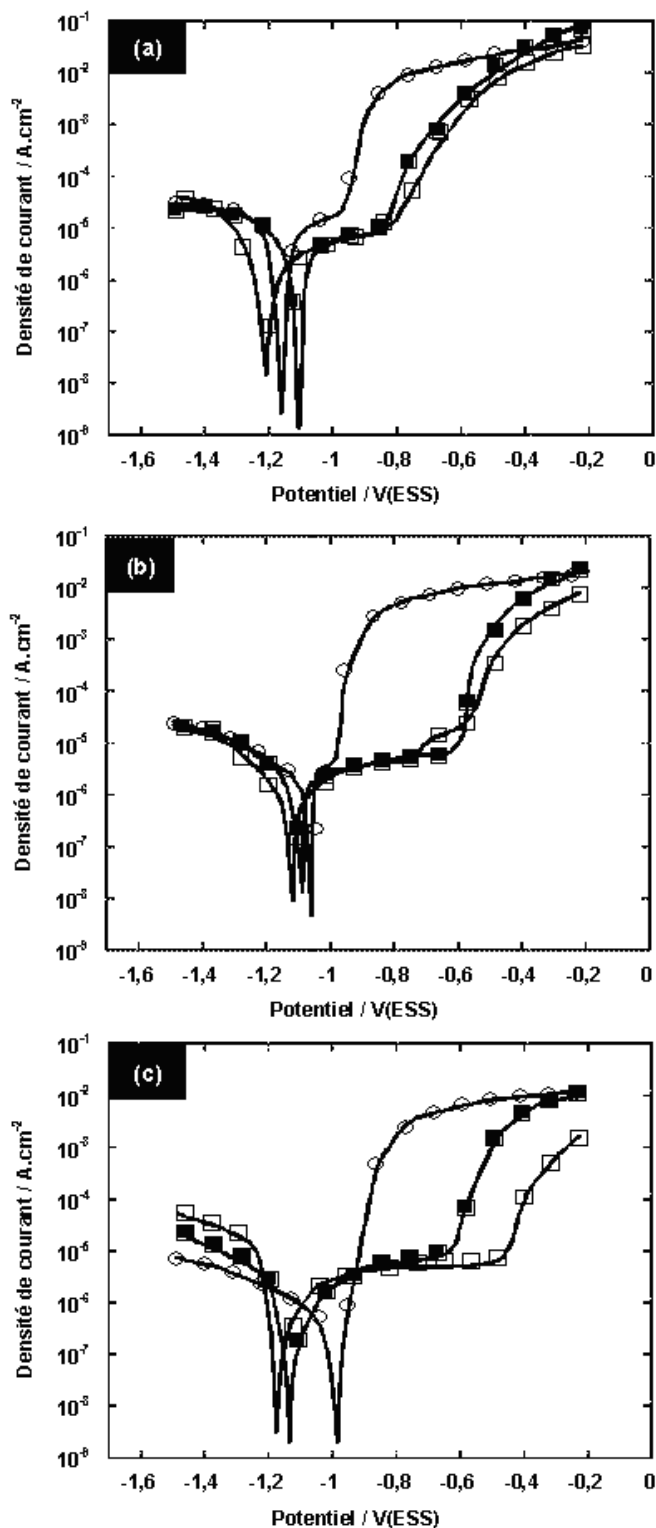 (a)
Densité de courant / A.cm⁻²
10⁻¹
10⁻²
10⁻³
10⁻⁴
10⁻⁵
10⁻⁶
10⁻⁷
10⁻⁸
10⁻⁹
-1,6 -1,4 -1,2 -1 -0,8 -0,6 -0,4 -0,2 0
Potentiel / V(ESS)
(b)
Densité de courant / A.cm⁻²
10⁻¹
10⁻²
10⁻³
10⁻⁴
10⁻⁵
10⁻⁶
10⁻⁷
10⁻⁸
10⁻⁹
-1,6 -1,4 -1,2 -1 -0,8 -0,6 -0,4 -0,2 0
Potentiel / V(ESS)
(c)
Densité de courant / A.cm⁻²
10⁻¹
10⁻²
10⁻³
10⁻⁴
10⁻⁵
10⁻⁶
10⁻⁷
10⁻⁸
10⁻⁹
-1,6 -1,4 -1,2 -1 -0,8 -0,6 -0,4 -0,2 0
Potentiel / V(ESS)